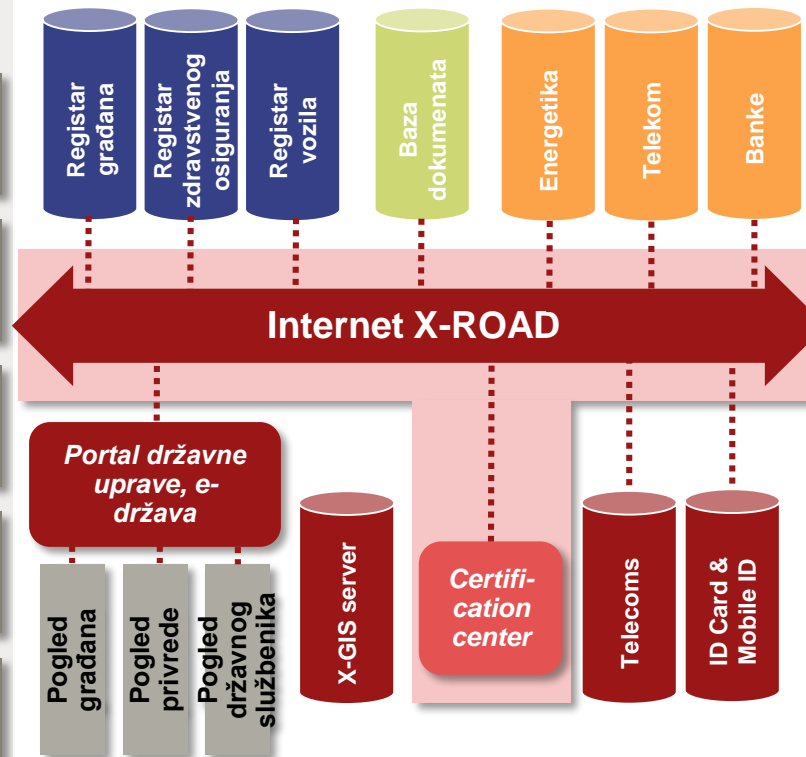 Registar
građana
Registar
zdravstvenog
osiguranja
Registar
vozila
Baza
dokumenata
Energetika
Telekom
Banke
Internet X-ROAD
Portal državne
uprave, e-
država
Pogled
građana
Pogled
privrede
Pogled
državnog
službenika
X-GIS server
Certifi-
cation
center
Telecoms
ID Card &
Mobile ID